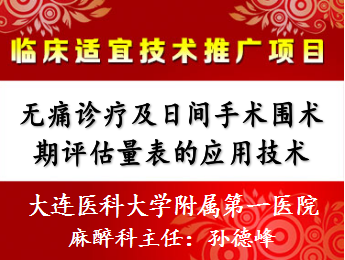 临床适宜技术推广项目
无痛诊疗及日间手术围术
期评估量表的应用技术
大连医科大学附属第一医院
麻醉科主任：孙德峰